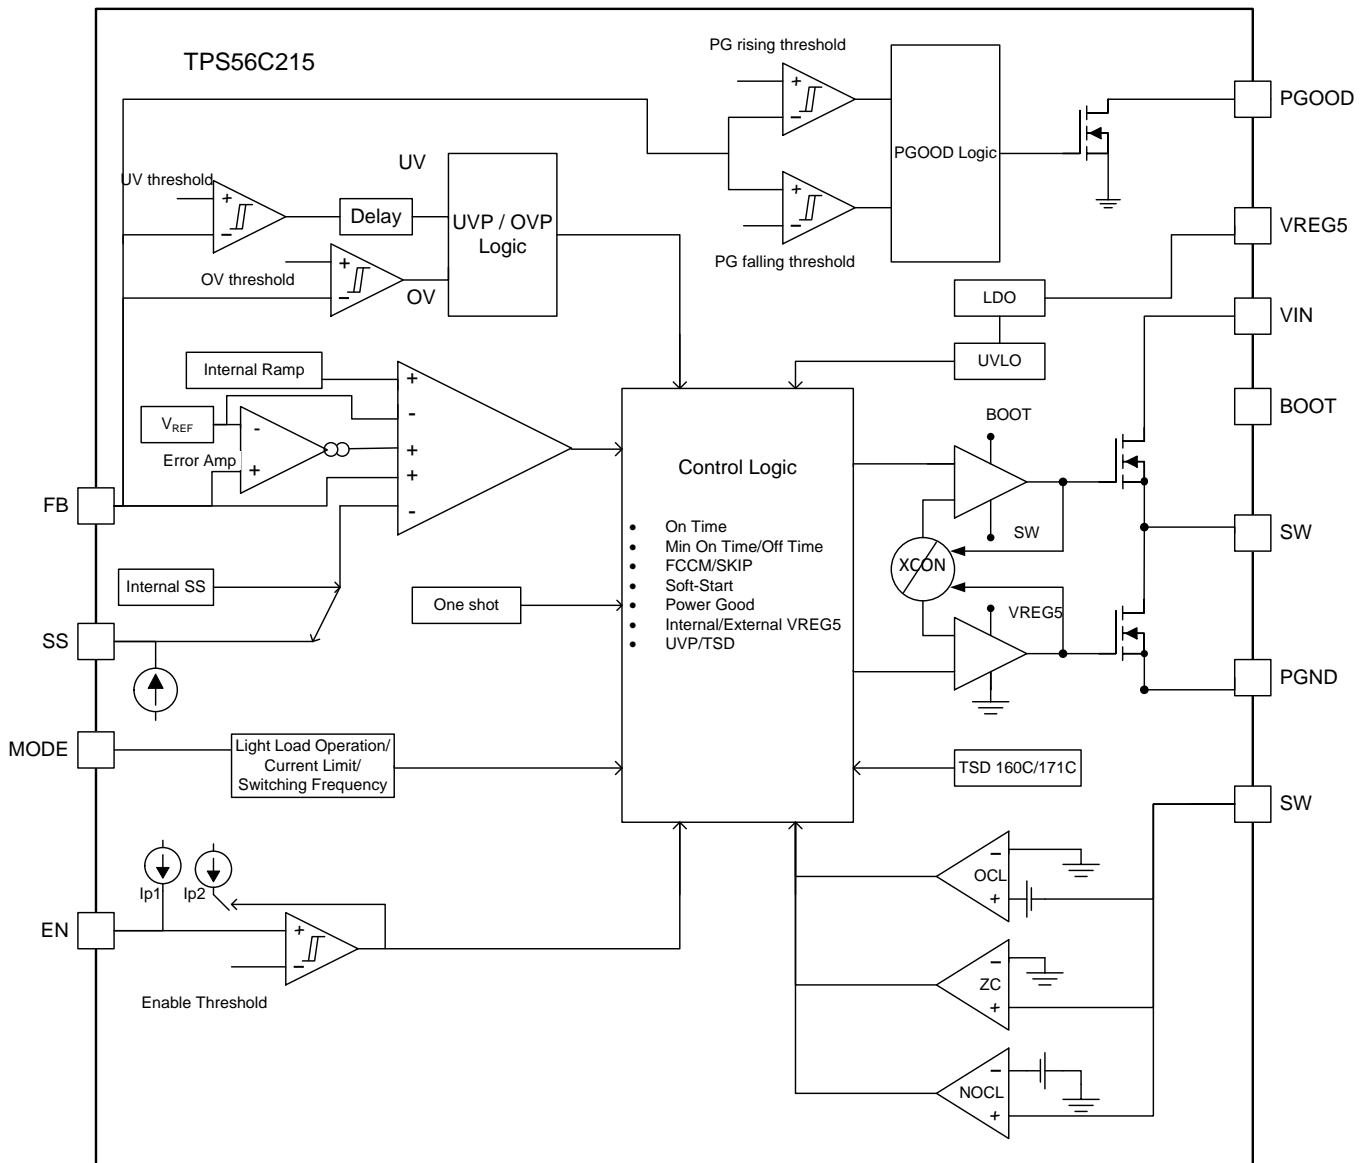 TPS56C215
PG rising threshold
+
−
PGOOD Logic
+
−
PG falling threshold
PGOOD
VREG5
VIN
BOOT
SW
PGND
SW
UV threshold
+
−
Delay
UV
UVP / OVP
Logic
OV threshold
+
−
OV
LDO
UVLO
Internal Ramp
VREF
-
+
Error Amp
+
-
+
+
-
FB
Internal SS
SS
One shot
Control Logic
• On Time
• Min On Time/Off Time
• FCCM/SKIP
• Soft-Start
• Power Good
• Internal/External VREG5
• UVP/TSD
BOOT
SW
XCON
VREG5
MODE
Light Load Operation/
Current Limit/
Switching Frequency
TSD 160C/171C
Ip1
Ip2
EN
+
−
Enable Threshold
−
OCL
+
−
ZC
+
−
NOCL
+